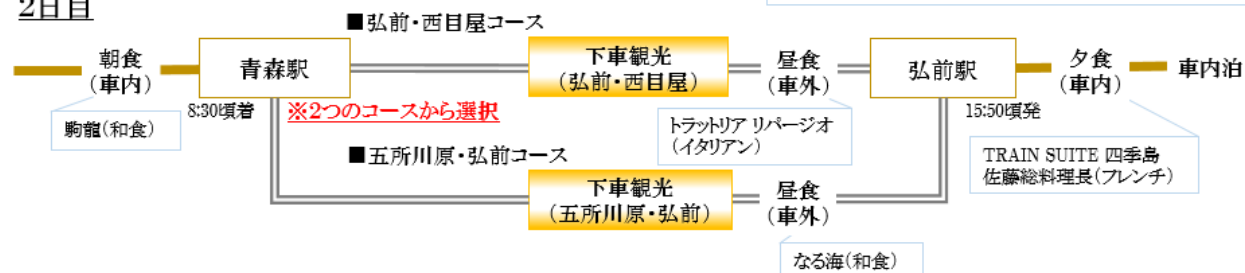 2日目
■弘前・西目屋コース
朝食
（車内）
駒龍（和食）
青森駅
8:30頃着
※2つのコースから選択
下車観光
（弘前・西目屋）
昼食
（車外）
トラットリア リパージオ
（イタリアン）
■五所川原・弘前コース
下車観光
（五所川原・弘前）
昼食
（車外）
なる海（和食）
弘前駅
15:50頃発
夕食
（車内）
TRAIN SUITE 四季島
佐藤総料理長（フレンチ）
車内泊